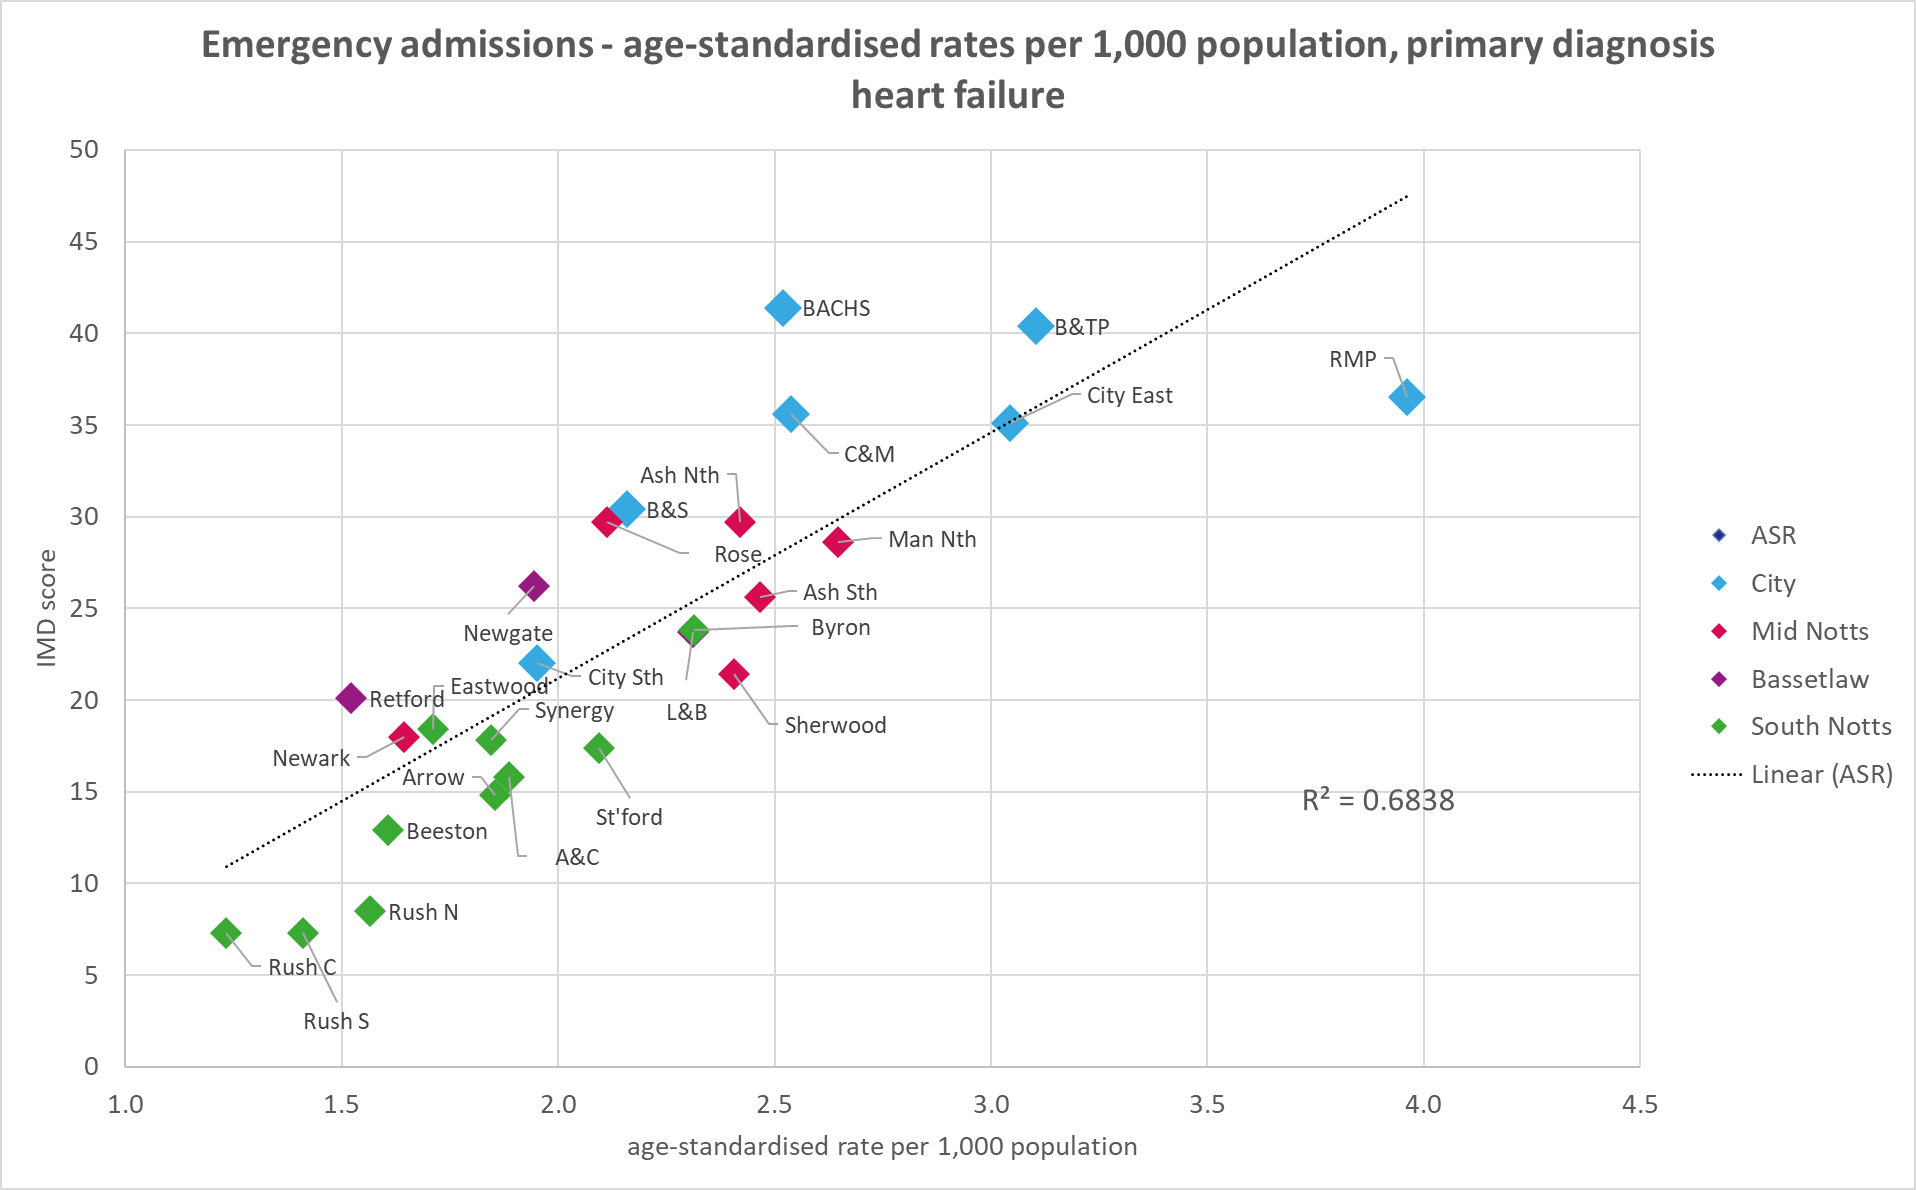 Emergency admissions - age-standardised rates per 1,000 population, primary diagnosis
heart failure
50
45
40
35
30
25
20
15
10
5
0
IMD score
BACHS
B&TP
RMP
City East
C&M
Ash Nth
B&S
Man Nth
Rose
Ash Sth
Byron
Newgate
City Sth
Eastwood
Retford
Synergy
L&B
Sherwood
Newark
Arrow
St'ford
Beeston
A&C
Rush N
Rush C
Rush S
R² = 0.6838
ASR
City
Mid Notts
Bassetlaw
South Notts
Linear (ASR)
1.0
1.5
2.0
2.5
3.0
3.5
4.0
4.5
age-standardised rate per 1,000 population